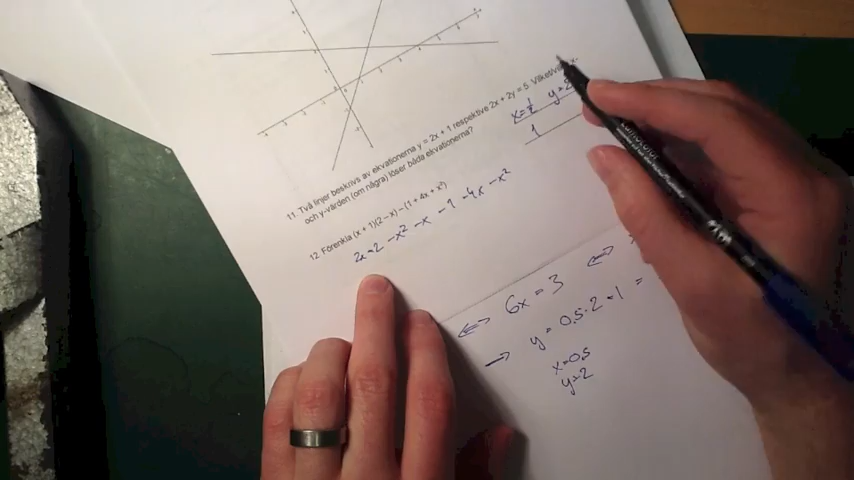 11. Två linjer beskrivs av ekvationerna y = 2x + 1 respektive 2x + 2y = 5. Vilket
och y-värden (om några) löser båda ekvationerna?
y=2
1
12. Förenkla (x + 1)(2 – x) – (1 + 4x + x²)
2x+2 -x² -x -1 -4x -x²
⟺ 6x = 3 ⟺
→ y = 0,5·2+1 =
x=0,5
y=2